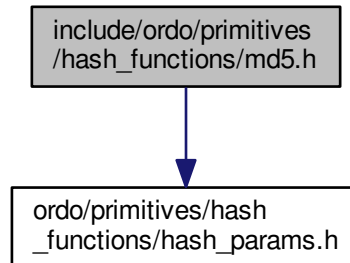 include/ordo/primitives
/hash_functions/md5.h
ordo/primitives/hash
_functions/hash_params.h